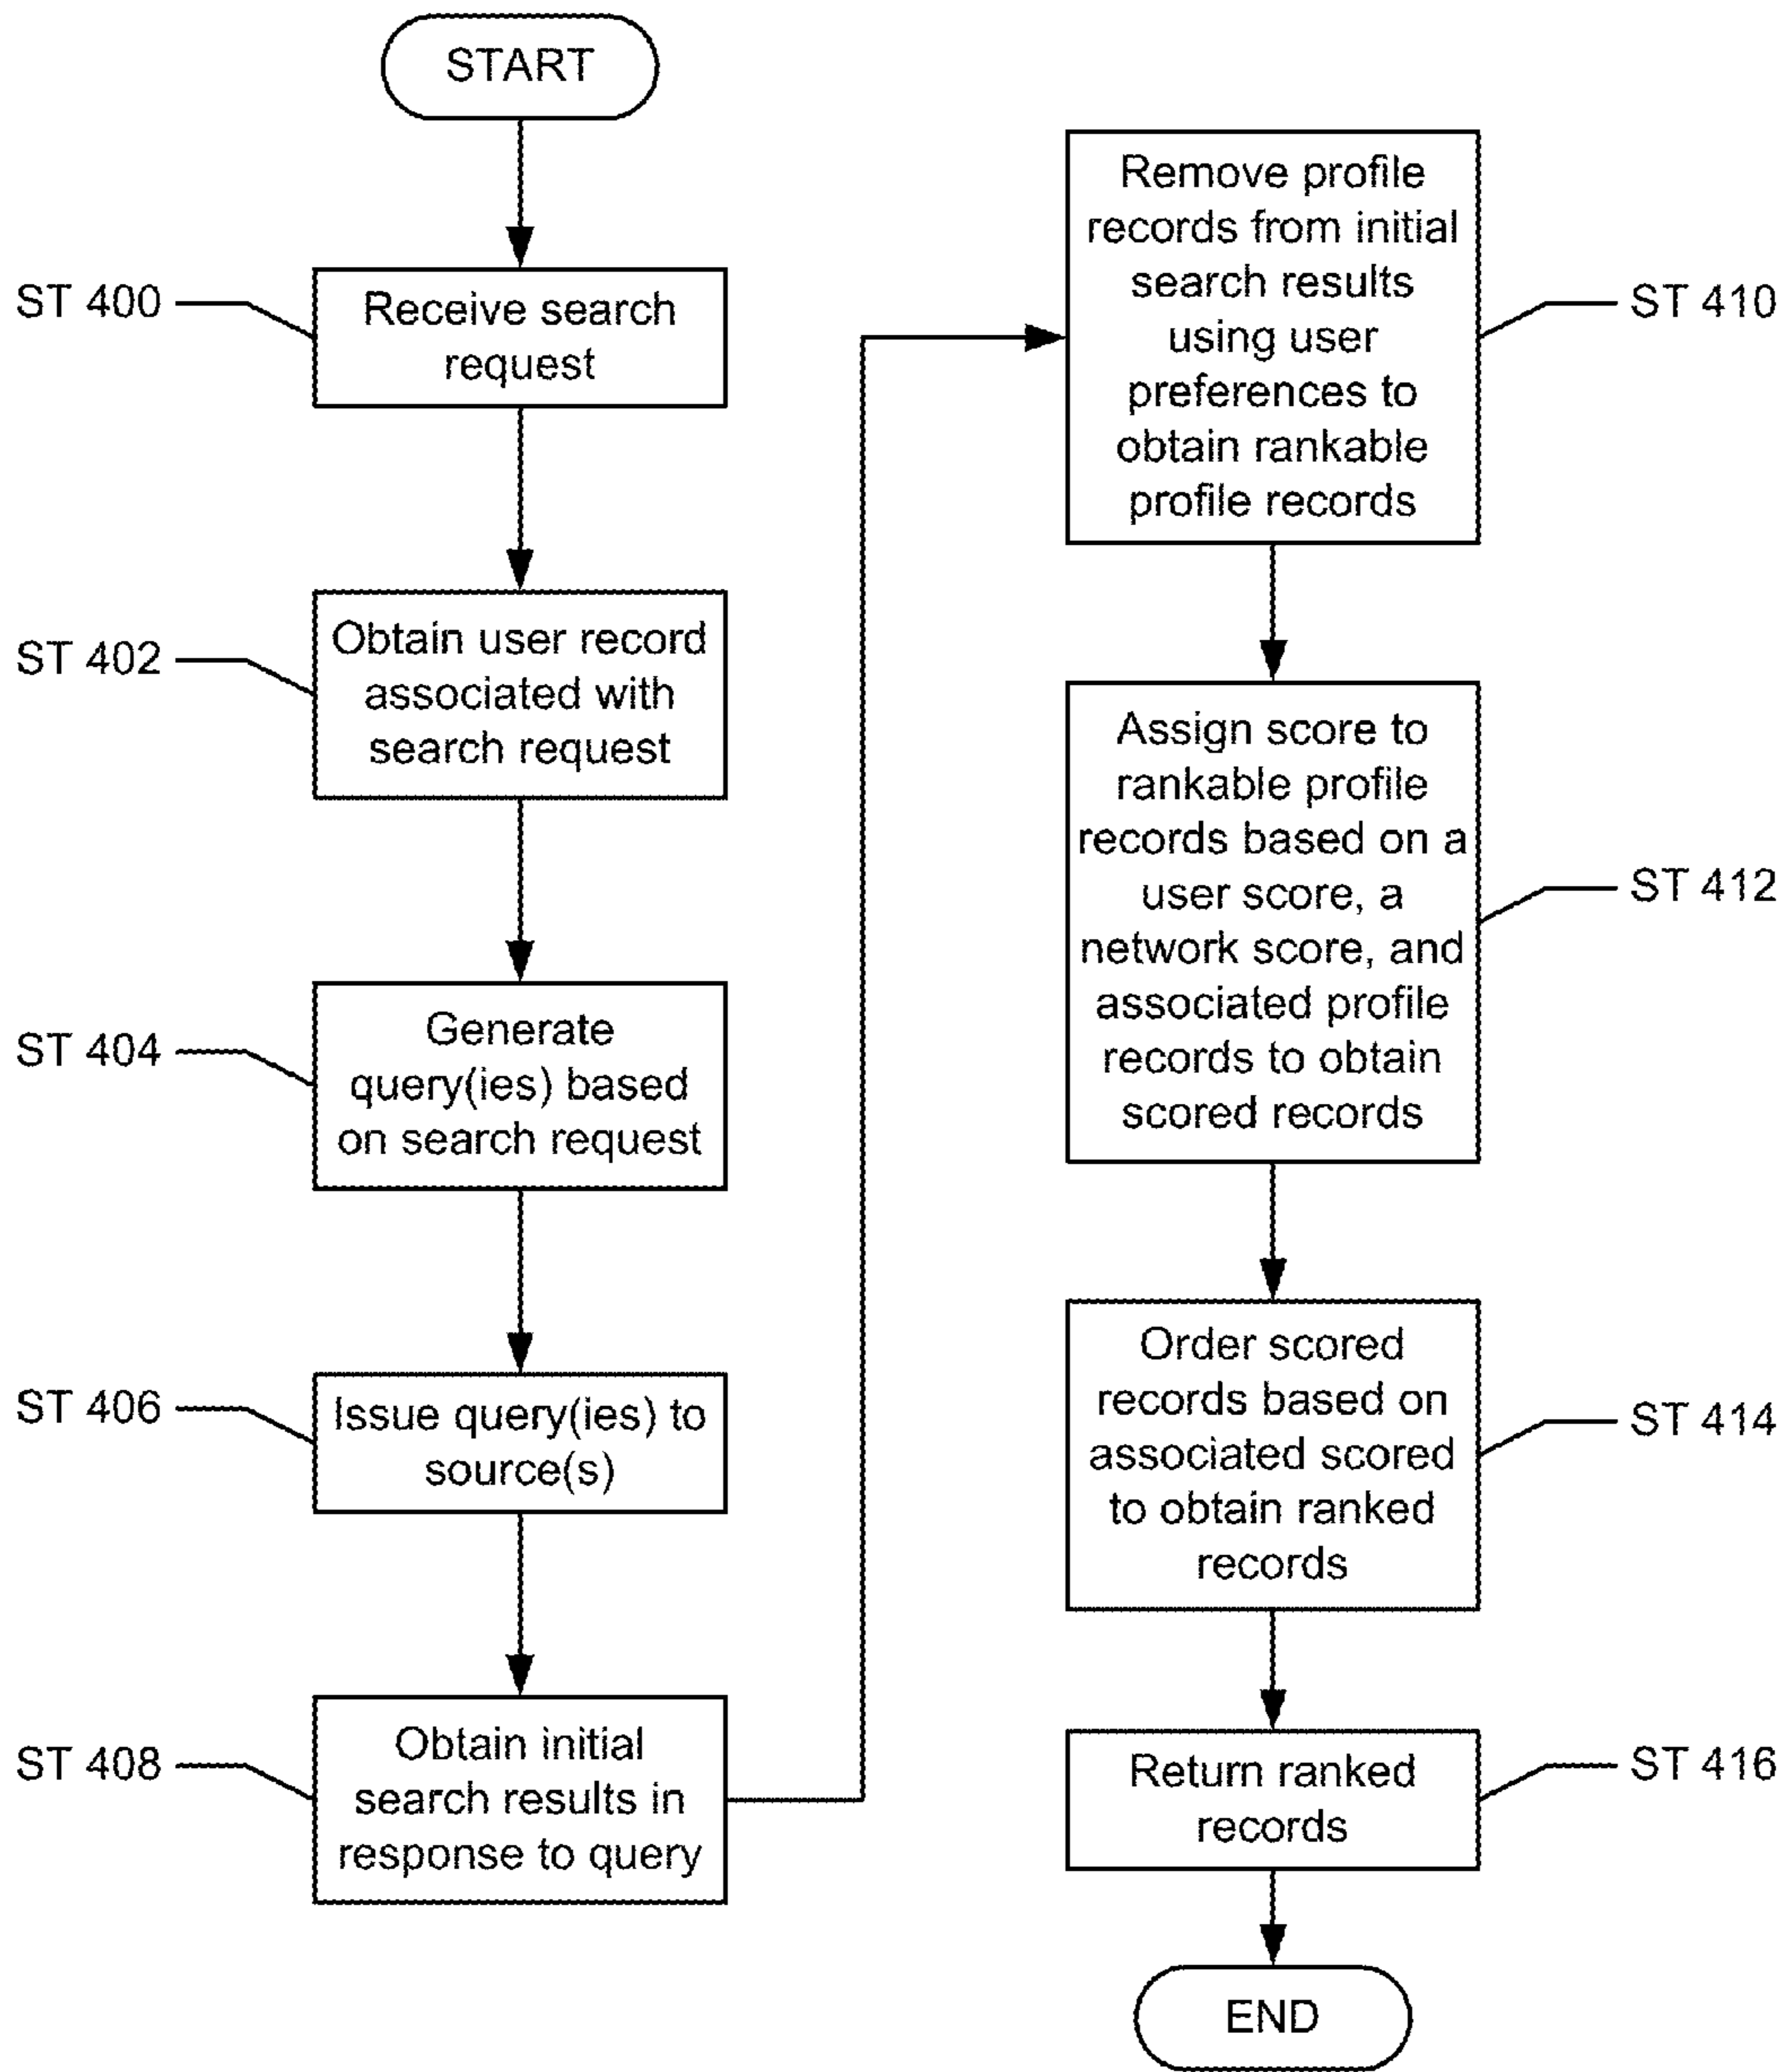 START
ST 400
Receive search
request
ST 402
Obtain user record
associated with
search request
ST 404
Generate
query(ies) based
on search request
ST 406
Issue query(ies) to
source(s)
ST 408
Obtain initial
search results in
response to query
Remove profile
records from initial
search results
using user
preferences to
obtain rankable
profile records
ST 410
Assign score to
rankable profile
records based on a
user score, a
network score, and
associated profile
records to obtain
scored records
ST 412
Order scored
records based on
associated scored
to obtain ranked
records
ST 414
Return ranked
records
ST 416
END